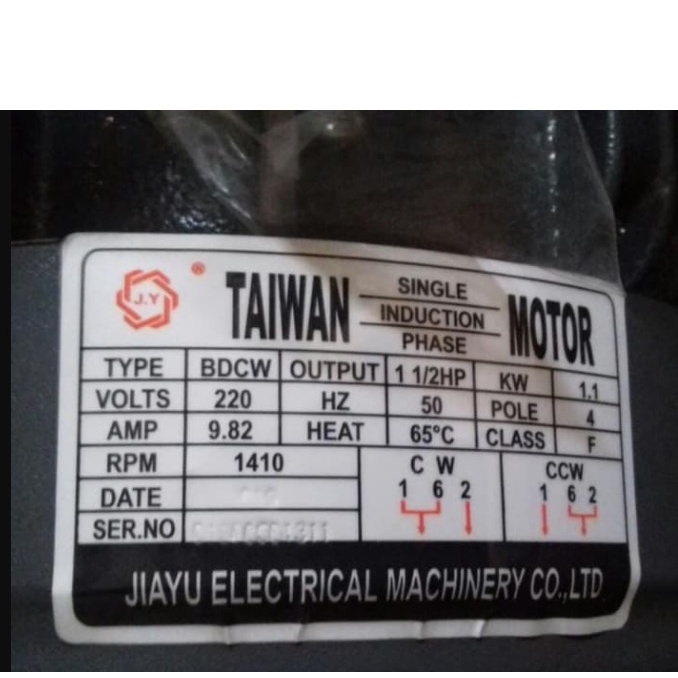 J.Y ®
TAIWAN SINGLE INDUCTION PHASE MOTOR
TYPE BDCW OUTPUT 1 1/2HP KW 1.1
VOLTS 220 HZ 50 POLE 4
AMP 9.82 HEAT 65°C CLASS F
RPM 1410 C W CCW
1 6 2 1 6 2
DATE
SER.NO
JIAYU ELECTRICAL MACHINERY CO.,LTD